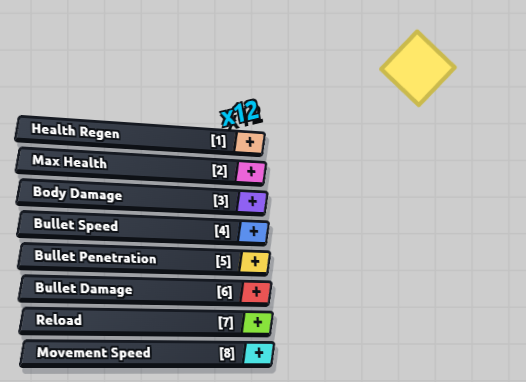 x12
Health Regen [1] +
Max Health [2] +
Body Damage [3] +
Bullet Speed [4] +
Bullet Penetration [5] +
Bullet Damage [6] +
Reload [7] +
Movement Speed [8] +